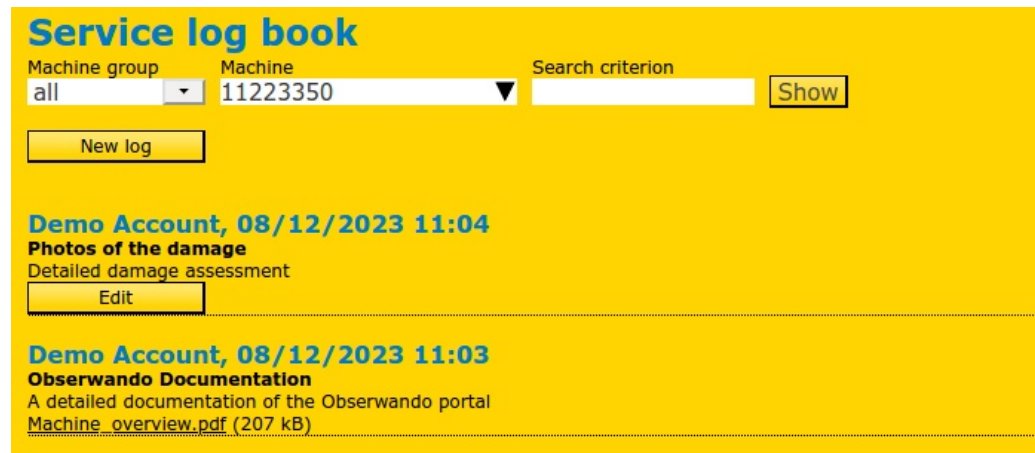 Service log book
Machine group Machine Search criterion
all 11223350 Show
New log
Demo Account, 08/12/2023 11:04
Photos of the damage
Detailed damage assessment
Edit
Demo Account, 08/12/2023 11:03
Obserwando Documentation
A detailed documentation of the Obserwando portal
Machine_overview.pdf (207 kB)